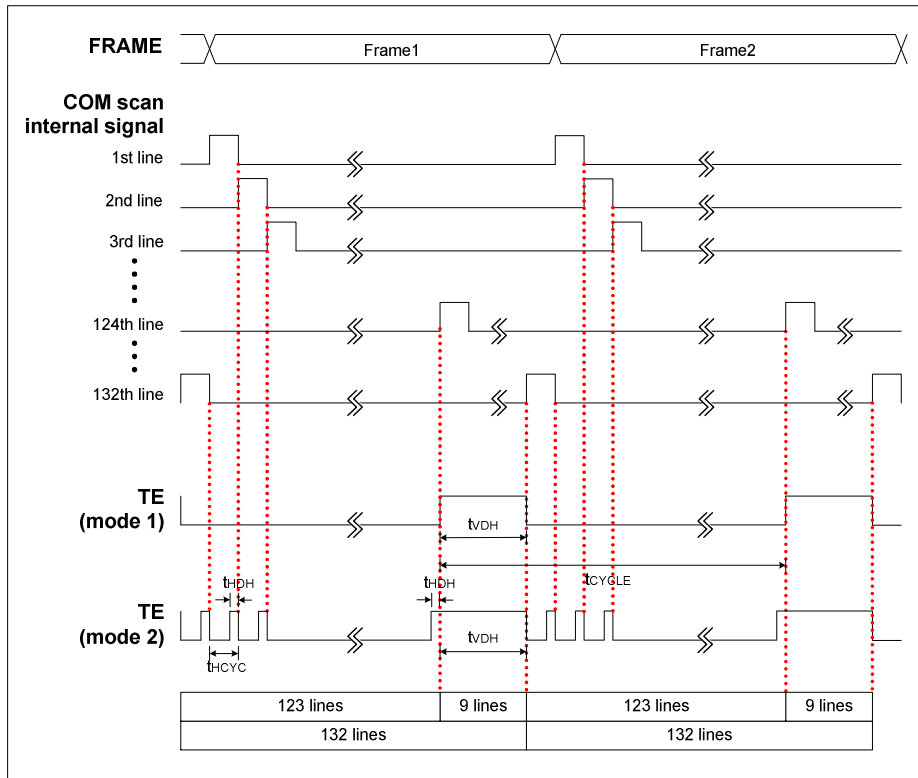 FRAME
Frame1
Frame2
COM scan
internal signal
1st line
2nd line
3rd line
124th line
132th line
TE
(mode 1)
tVDH
tCYCLE
tHDH
tHDH
TE
(mode 2)
tVDH
tHCYC
123 lines
9 lines
123 lines
9 lines
132 lines
132 lines